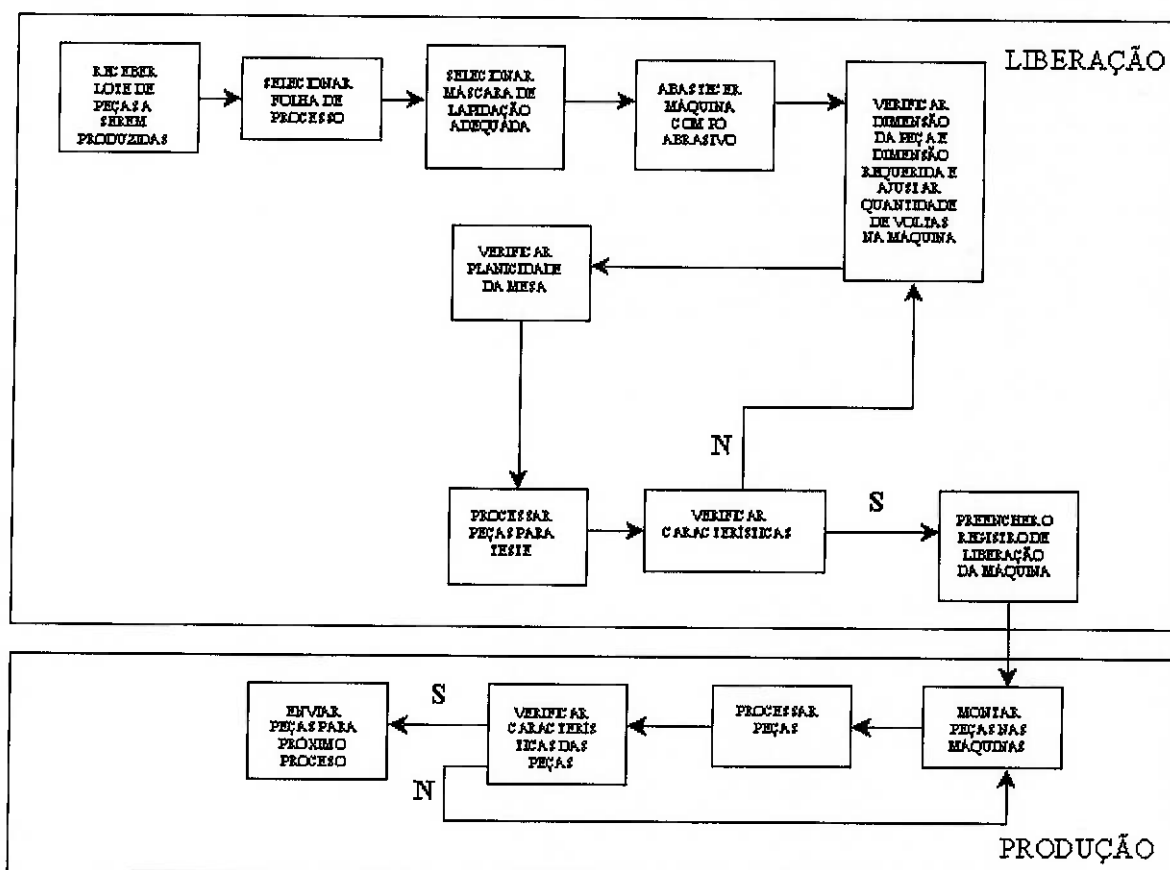 LIBERAÇÃO
RECEBER
LOTE DE
PEÇAS A
SEREM
PRODUZIDAS
SELECIONAR
FOLHA DE
PROCESSO
SELECIONAR
MÁSCARA DE
LAPIDAÇÃO
ADEQUADA
ABASTECER
MÁQUINA
COM PÓ
ABRASIVO
VERIFICAR
DIMENSÃO
DA PEÇA E
DIMENSÃO
REQUERIDA E
AJUSTAR
QUANTIDADE
DE VOLTAS
NA MÁQUINA
VERIFICAR
PLANICIDADE
DA MESA
N
PROCESSAR
PEÇAS PARA
TESTE
VERIFICAR
CARACTERÍSTICAS
S
PREENCHER O
REGISTRO DE
LIBERAÇÃO
DA MÁQUINA
MONTAR
PEÇAS NAS
MÁQUINAS
PROCESSAR
PEÇAS
VERIFICAR
CARACTERÍS
TICAS DAS
PEÇAS
S
N
ENVIAR
PEÇAS PARA
PRÓXIMO
PROCESO
PRODUÇÃO